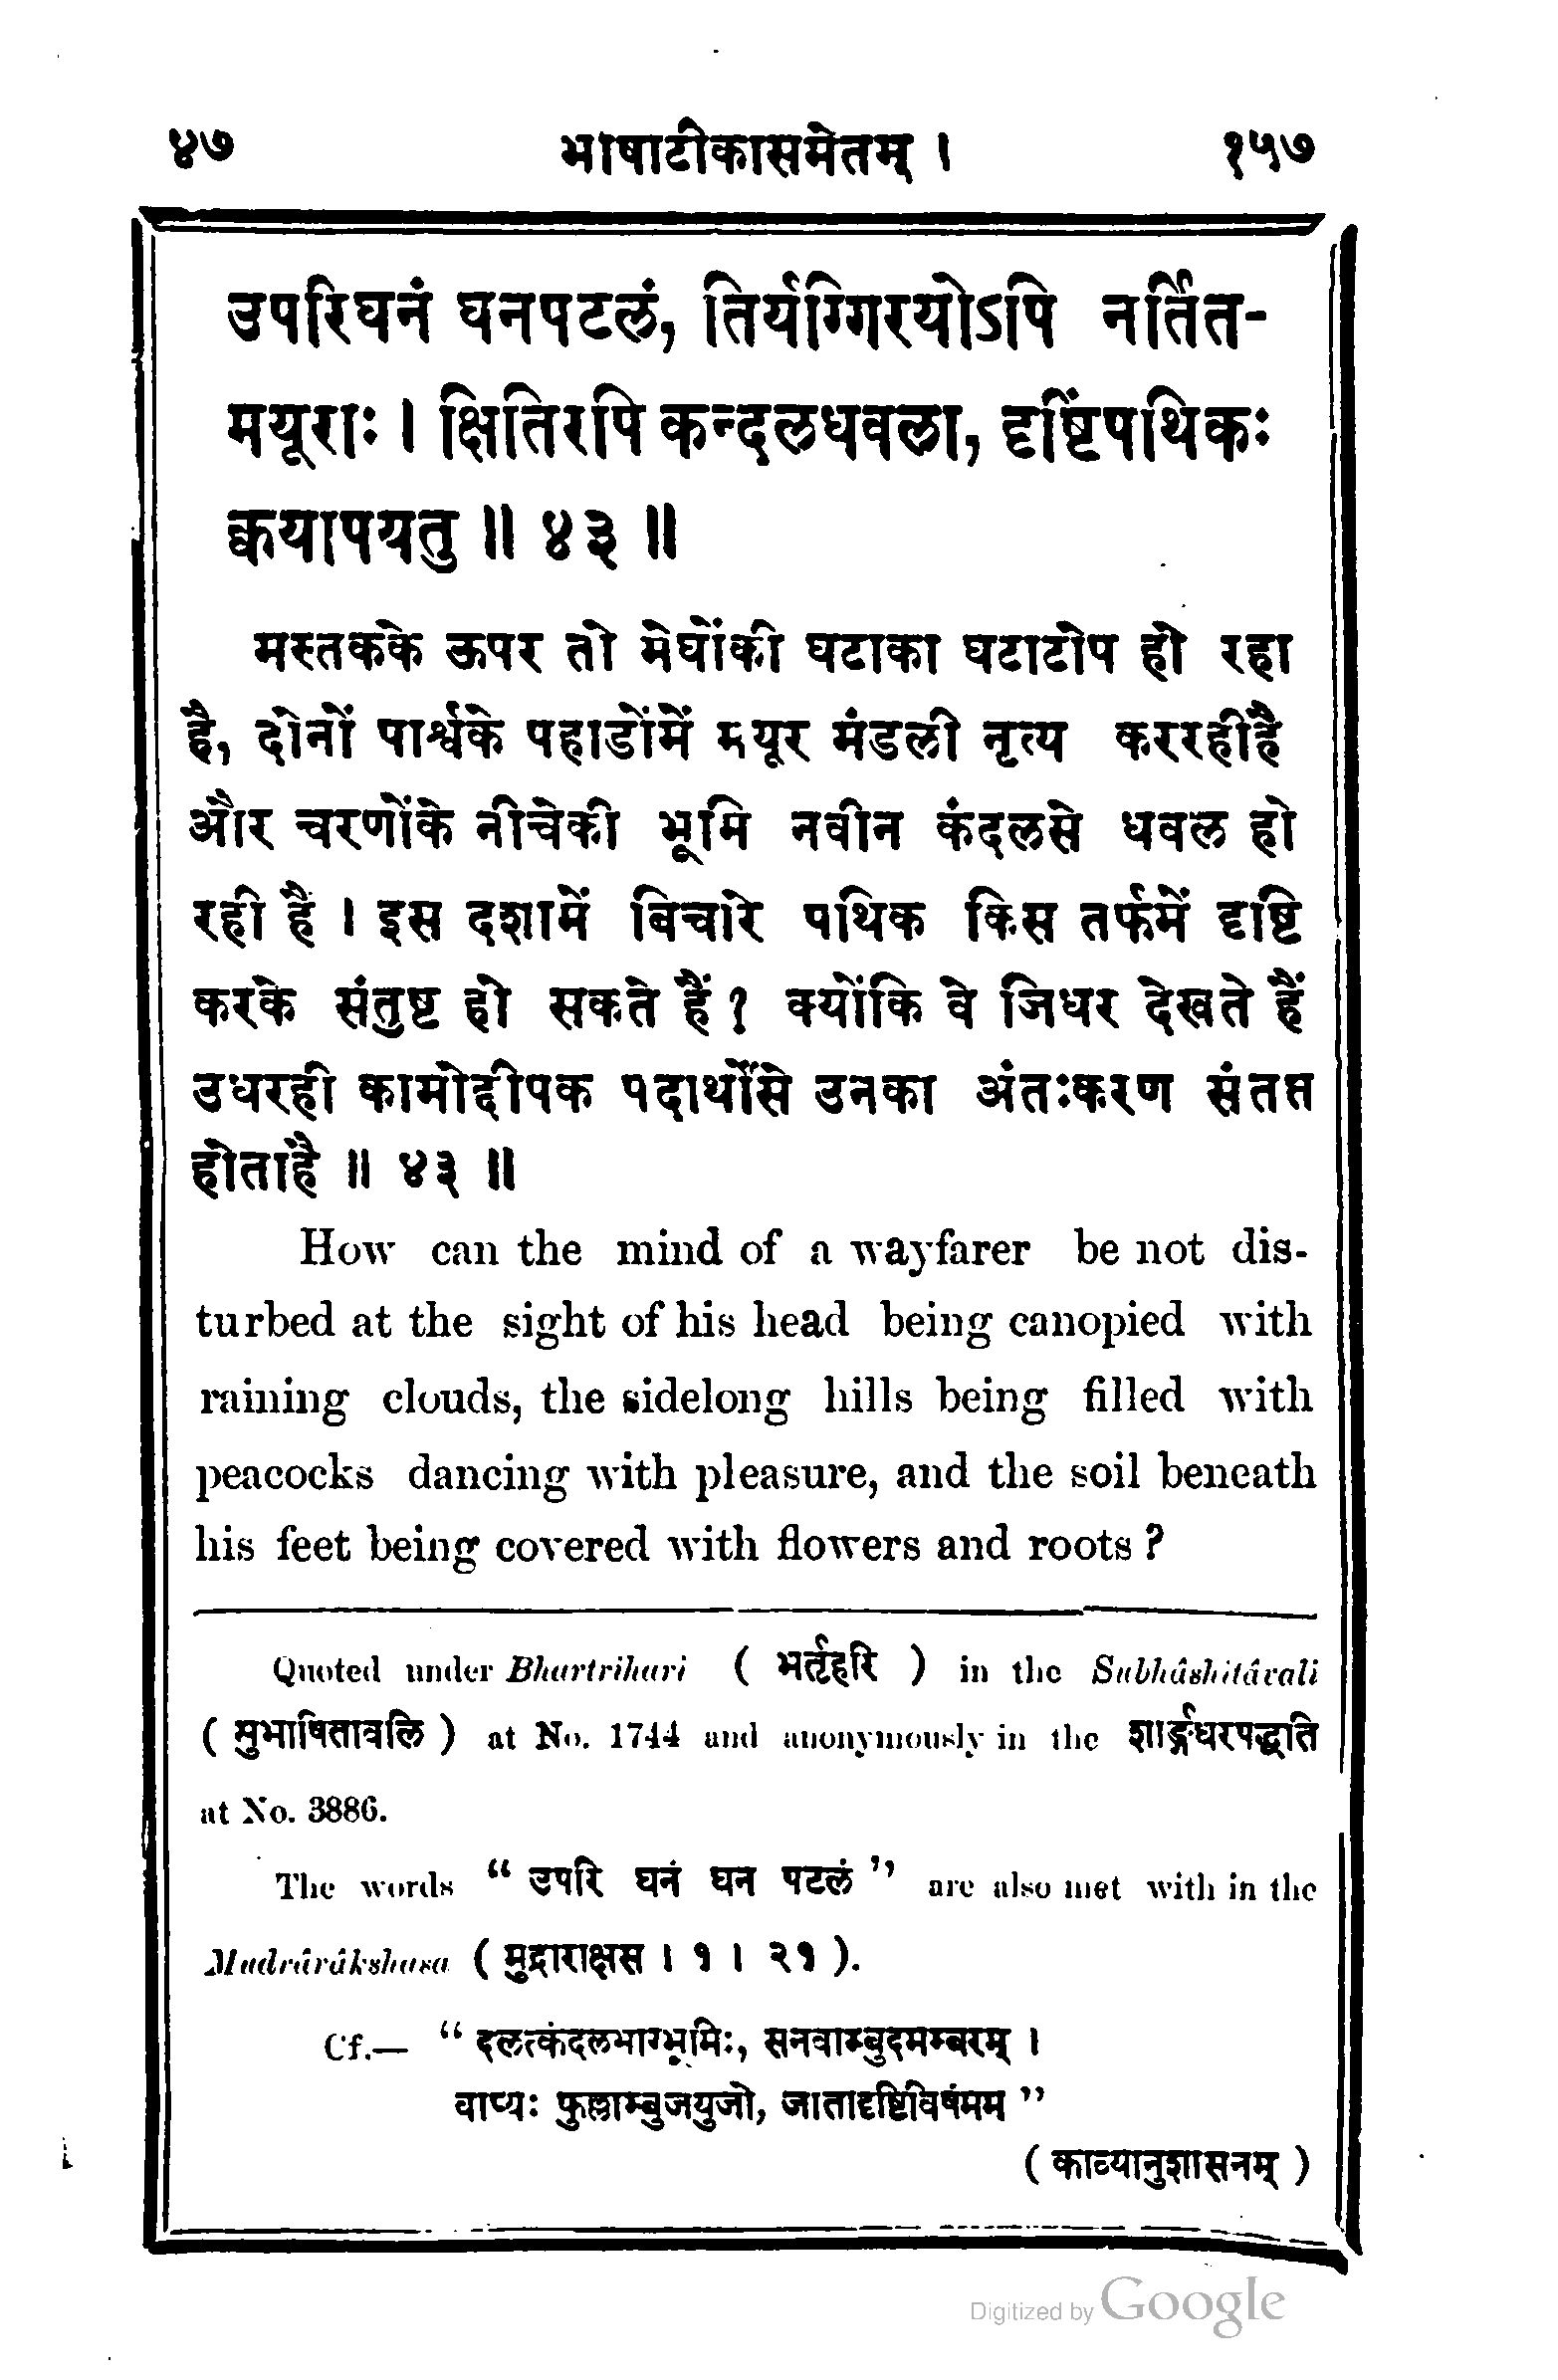 ४७ भाषाटीकासमेतम् । १५७
उपरिघनं घनपटलं, तिर्यग्गिरयोऽपि नर्तित-
मयूराः । क्षितिरपि कन्दलधवला, दृष्टिंपथिकः
क्वयापयतु ॥ ४३ ॥
मस्तकके ऊपर तो मेघोंकी घटाका घटाटोप हो रहा
है, दोनों पार्श्वके पहाडोंमें मयूर मंडली नृत्य कररहीहै
और चरणोंके नीचेकी भूमि नवीन कंदलसे धवल हो
रही है । इस दशामें बिचारे पथिक किस तर्फमें दृष्टि
करके संतुष्ट हो सकते हैं ? क्योंकि वे जिधर देखते हैं
उधरही कामोद्दीपक पदार्थोंसे उनका अंतःकरण संतप्त
होताहै ॥ ४३ ॥
How can the mind of a wayfarer be not dis-
turbed at the sight of his head being canopied with
raining clouds, the sidelong hills being filled with
peacocks dancing with pleasure, and the soil beneath
his feet being covered with flowers and roots ?
Quoted under Bhartrihari ( भर्तृहरि ) in the Subhâshitâvali
( सुभाषितावलि ) at No. 1744 and anonymously in the शार्ङ्गधरपद्धति
at No. 3886.
The words “ उपरि घनं घन पटलं ” are also met with in the
Mudrârâkshasa ( मुद्राराक्षस । १ । २१ ).
Cf.— “ दलत्कंदलभाग्भूमिः, सनवाम्बुदमम्बरम् ।
वाप्यः फुल्लाम्बुजयुजो, जातादृष्टिविषंमम ”
( काव्यानुशासनम् )
Digitized by Google